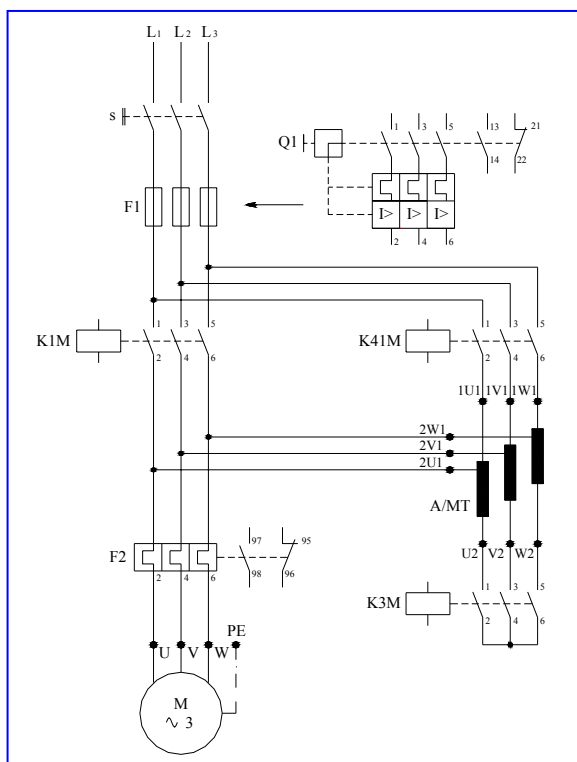 L1 L2 L3
s
Q1
1 3 5 13 21
14 22
I> I> I>
2 4 6
F1
K1M
1 3 5
2 4 6
K41M
1 3 5
2 4 6
1U1 1V1 1W1
2W1
2V1
2U1
A/MT
F2
97 95
98 96
2 4 6
U2 V2 W2
K3M
1 3 5
2 4 6
U V W PE
M
∿ 3